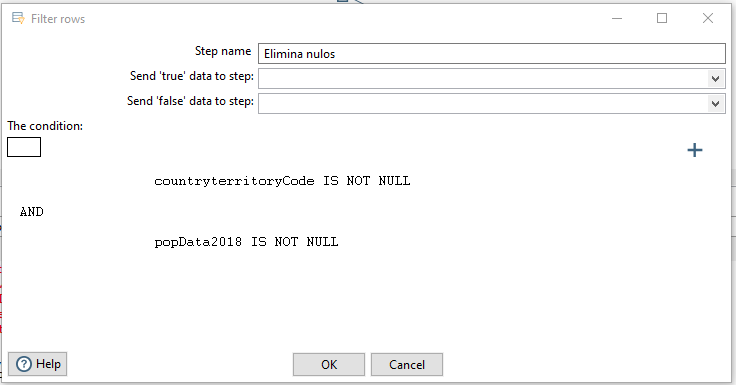 Filter rows
Step name Elimina nulos
Send 'true' data to step:
Send 'false' data to step:
The condition:
+
countryterritoryCode IS NOT NULL
AND
popData2018 IS NOT NULL
? Help OK Cancel